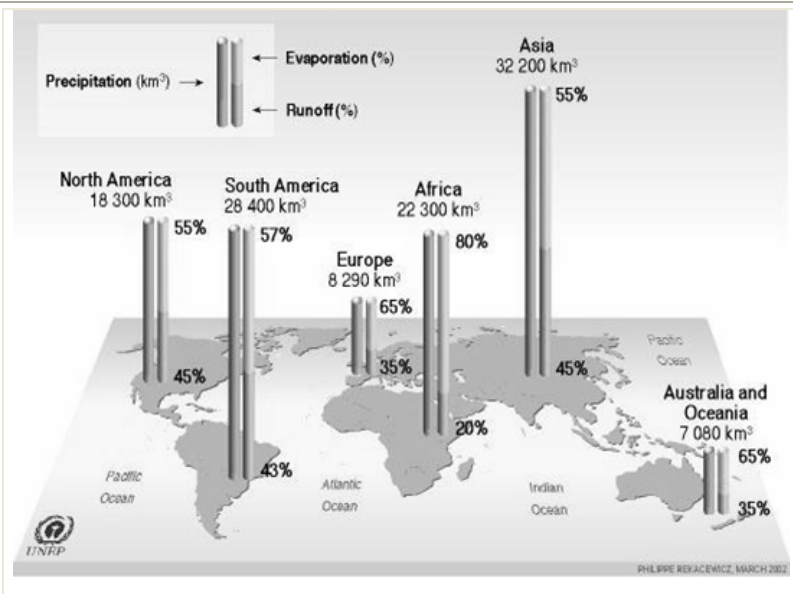 Precipitation (km³)
Evaporation (%)
Runoff (%)
North America
18 300 km³
55%
45%
South America
28 400 km³
57%
43%
Europe
8 290 km³
65%
35%
Africa
22 300 km³
80%
20%
Asia
32 200 km³
55%
45%
Australia and
Oceania
7 080 km³
65%
35%
Pacific
Ocean
Pacific
Ocean
Atlantic
Ocean
Indian
Ocean
UNEP
PHILIPPE REKACEWICZ, MARCH 2002